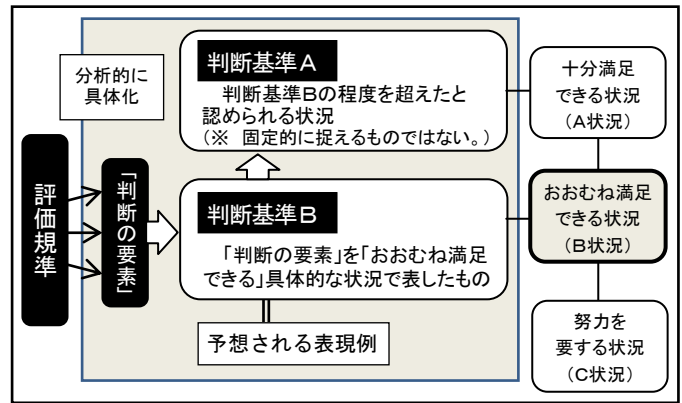 分析的に
具体化
評価規準
「判断の要素」
判断基準A
判断基準Bの程度を超えたと
認められる状況
(※ 固定的に捉えるものではない。)
判断基準B
「判断の要素」を「おおむね満足
できる」具体的な状況で表したもの
予想される表現例
十分満足
できる状況
(A状況)
おおむね満足
できる状況
(B状況)
努力を
要する状況
(C状況)